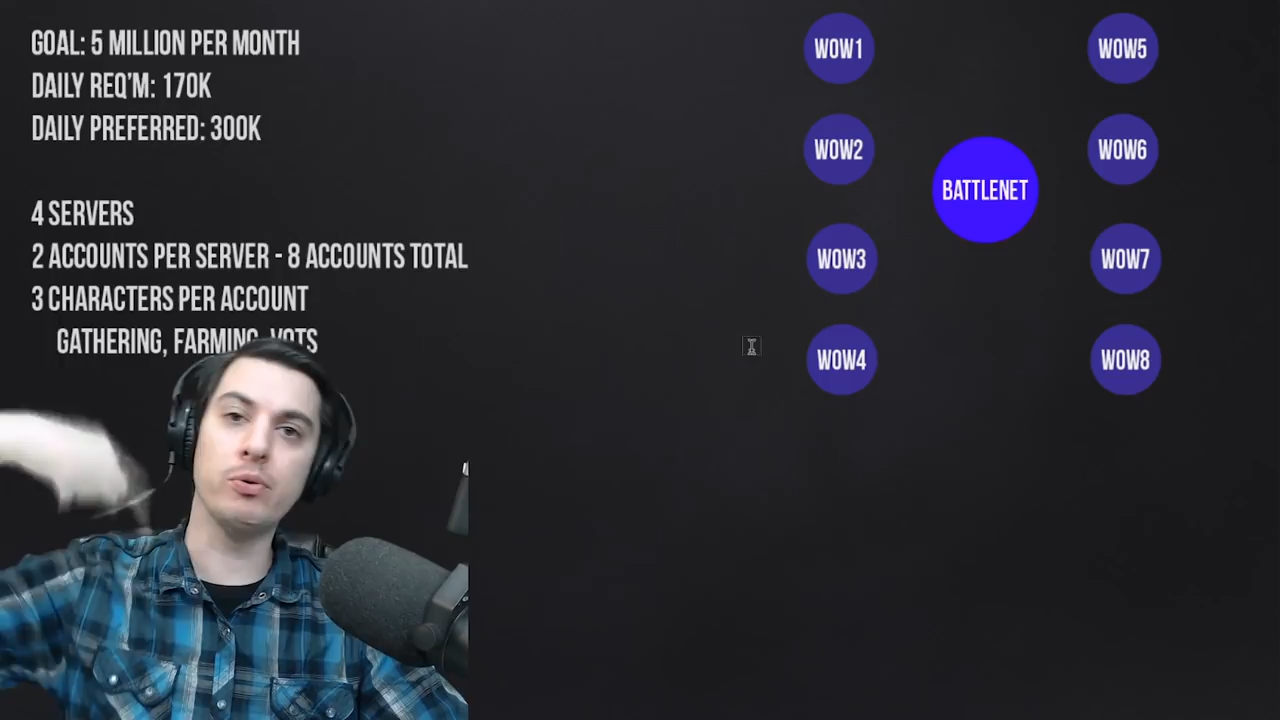 GOAL: 5 MILLION PER MONTH
DAILY REQ'M: 170K
DAILY PREFERRED: 300K
4 SERVERS
2 ACCOUNTS PER SERVER - 8 ACCOUNTS TOTAL
3 CHARACTERS PER ACCOUNT
GATHERING, FARMING,
WOW1
WOW2
WOW3
WOW4
BATTLENET
WOW5
WOW6
WOW7
WOW8